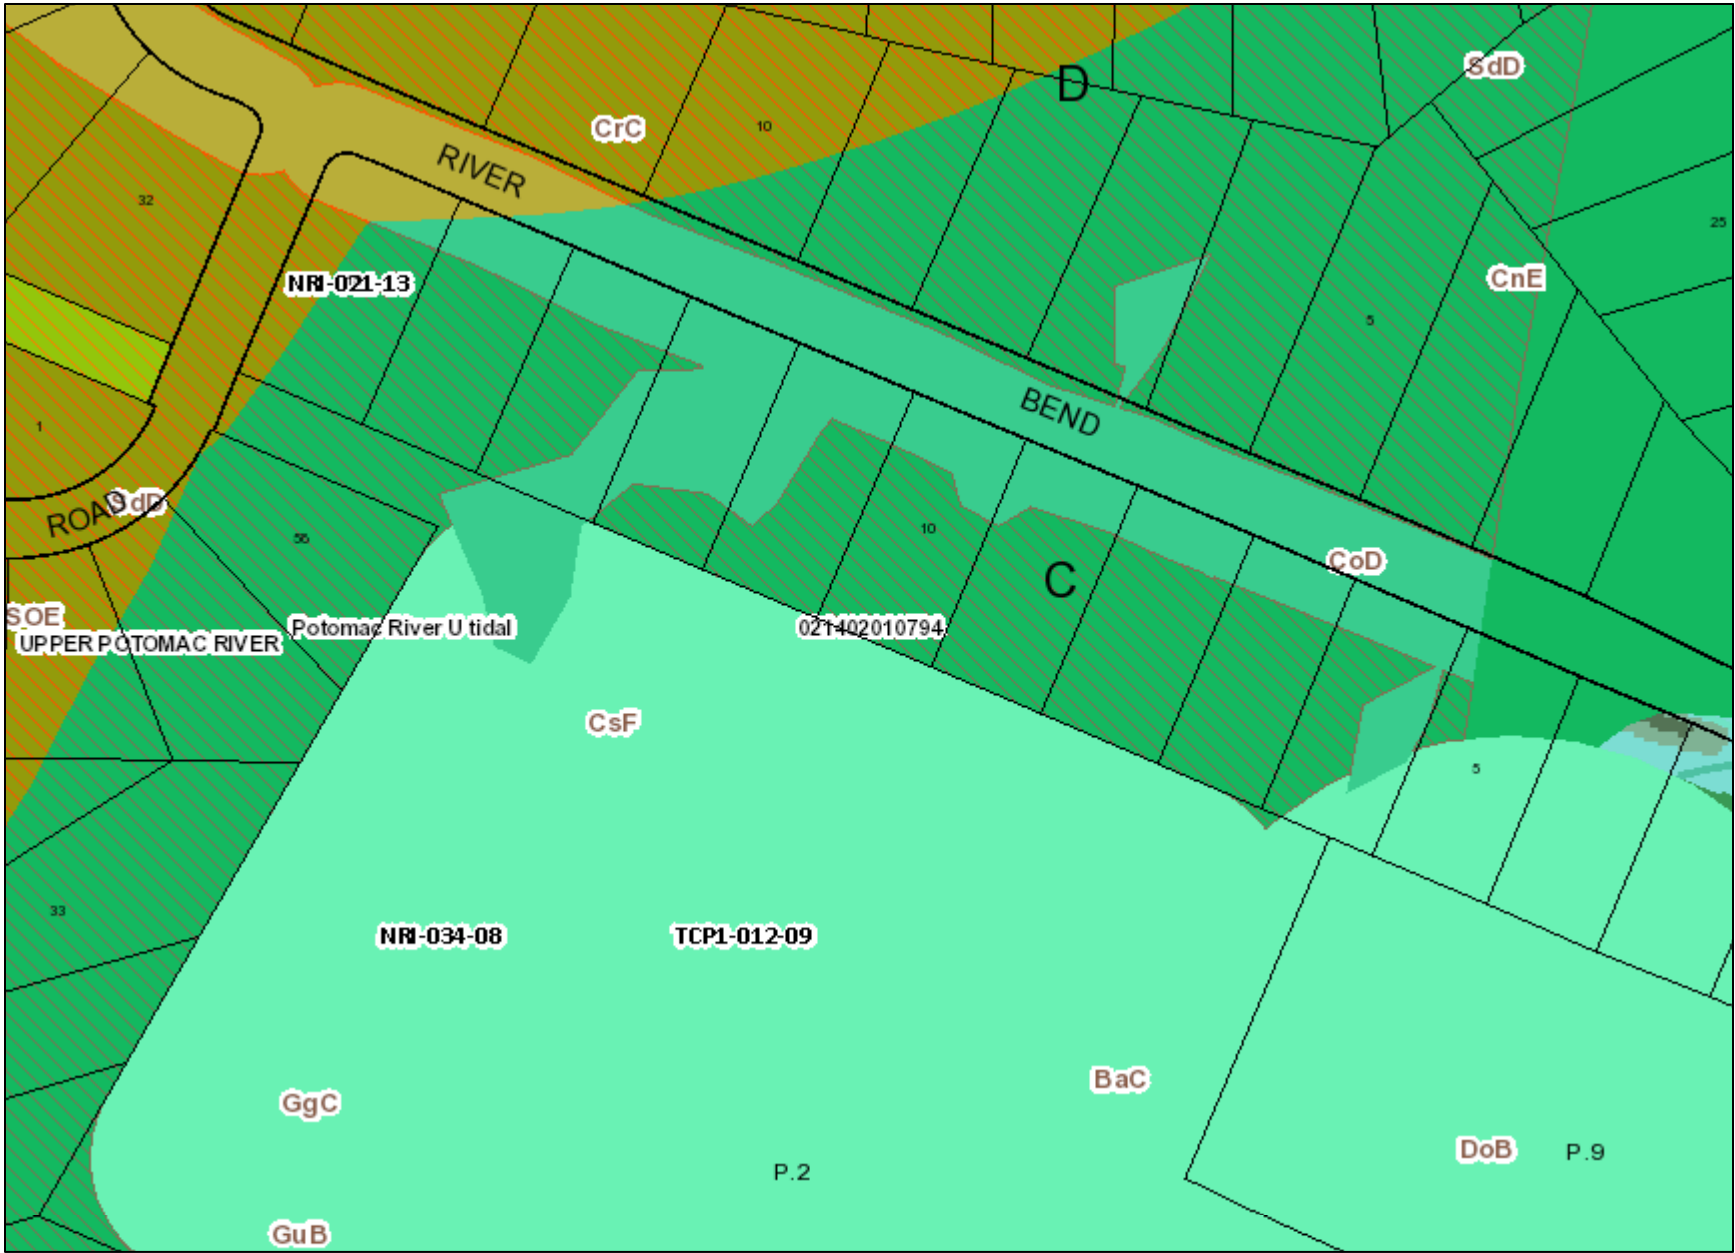 SdD
D
CrC
10
RIVER
32
25
CnE
NRI-021-13
5
BEND
1
SdD
ROAD
10
56
CoD
C
SOE
UPPER POTOMAC RIVER
Potomac River U tidal
021402010794
CsF
5
33
NRI-034-08
TCP1-012-09
BaC
GgC
DoB
P.9
P.2
GuB